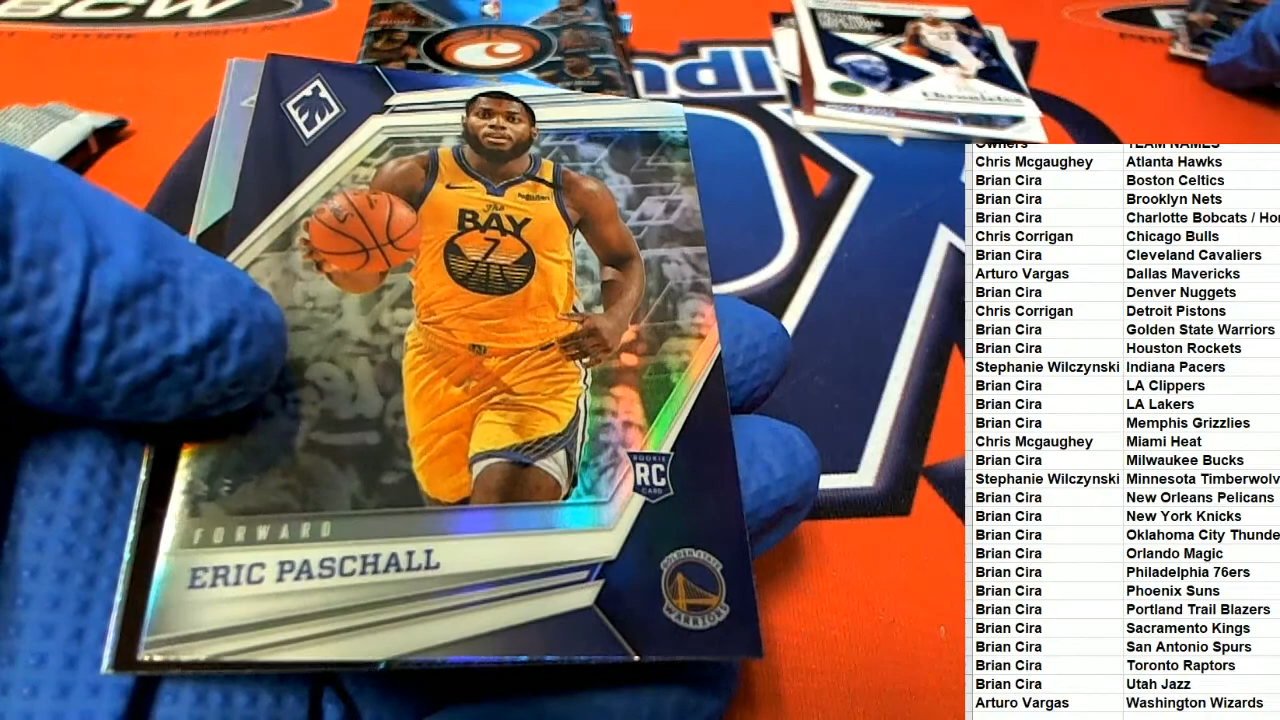 BCW
The
BAY
7
Rakuten
ROOKIE
RC
CARD
FORWARD
ERIC PASCHALL
GOLDEN STATE
WARRIORS
Chronicles
Owners TEAM NAMES
Chris Mcgaughey Atlanta Hawks
Brian Cira Boston Celtics
Brian Cira Brooklyn Nets
Brian Cira Charlotte Bobcats / Ho
Chris Corrigan Chicago Bulls
Brian Cira Cleveland Cavaliers
Arturo Vargas Dallas Mavericks
Brian Cira Denver Nuggets
Chris Corrigan Detroit Pistons
Brian Cira Golden State Warriors
Brian Cira Houston Rockets
Stephanie Wilczynski Indiana Pacers
Brian Cira LA Clippers
Brian Cira LA Lakers
Brian Cira Memphis Grizzlies
Chris Mcgaughey Miami Heat
Brian Cira Milwaukee Bucks
Stephanie Wilczynski Minnesota Timberwolv
Brian Cira New Orleans Pelicans
Brian Cira New York Knicks
Brian Cira Oklahoma City Thunde
Brian Cira Orlando Magic
Brian Cira Philadelphia 76ers
Brian Cira Phoenix Suns
Brian Cira Portland Trail Blazers
Brian Cira Sacramento Kings
Brian Cira San Antonio Spurs
Brian Cira Toronto Raptors
Brian Cira Utah Jazz
Arturo Vargas Washington Wizards